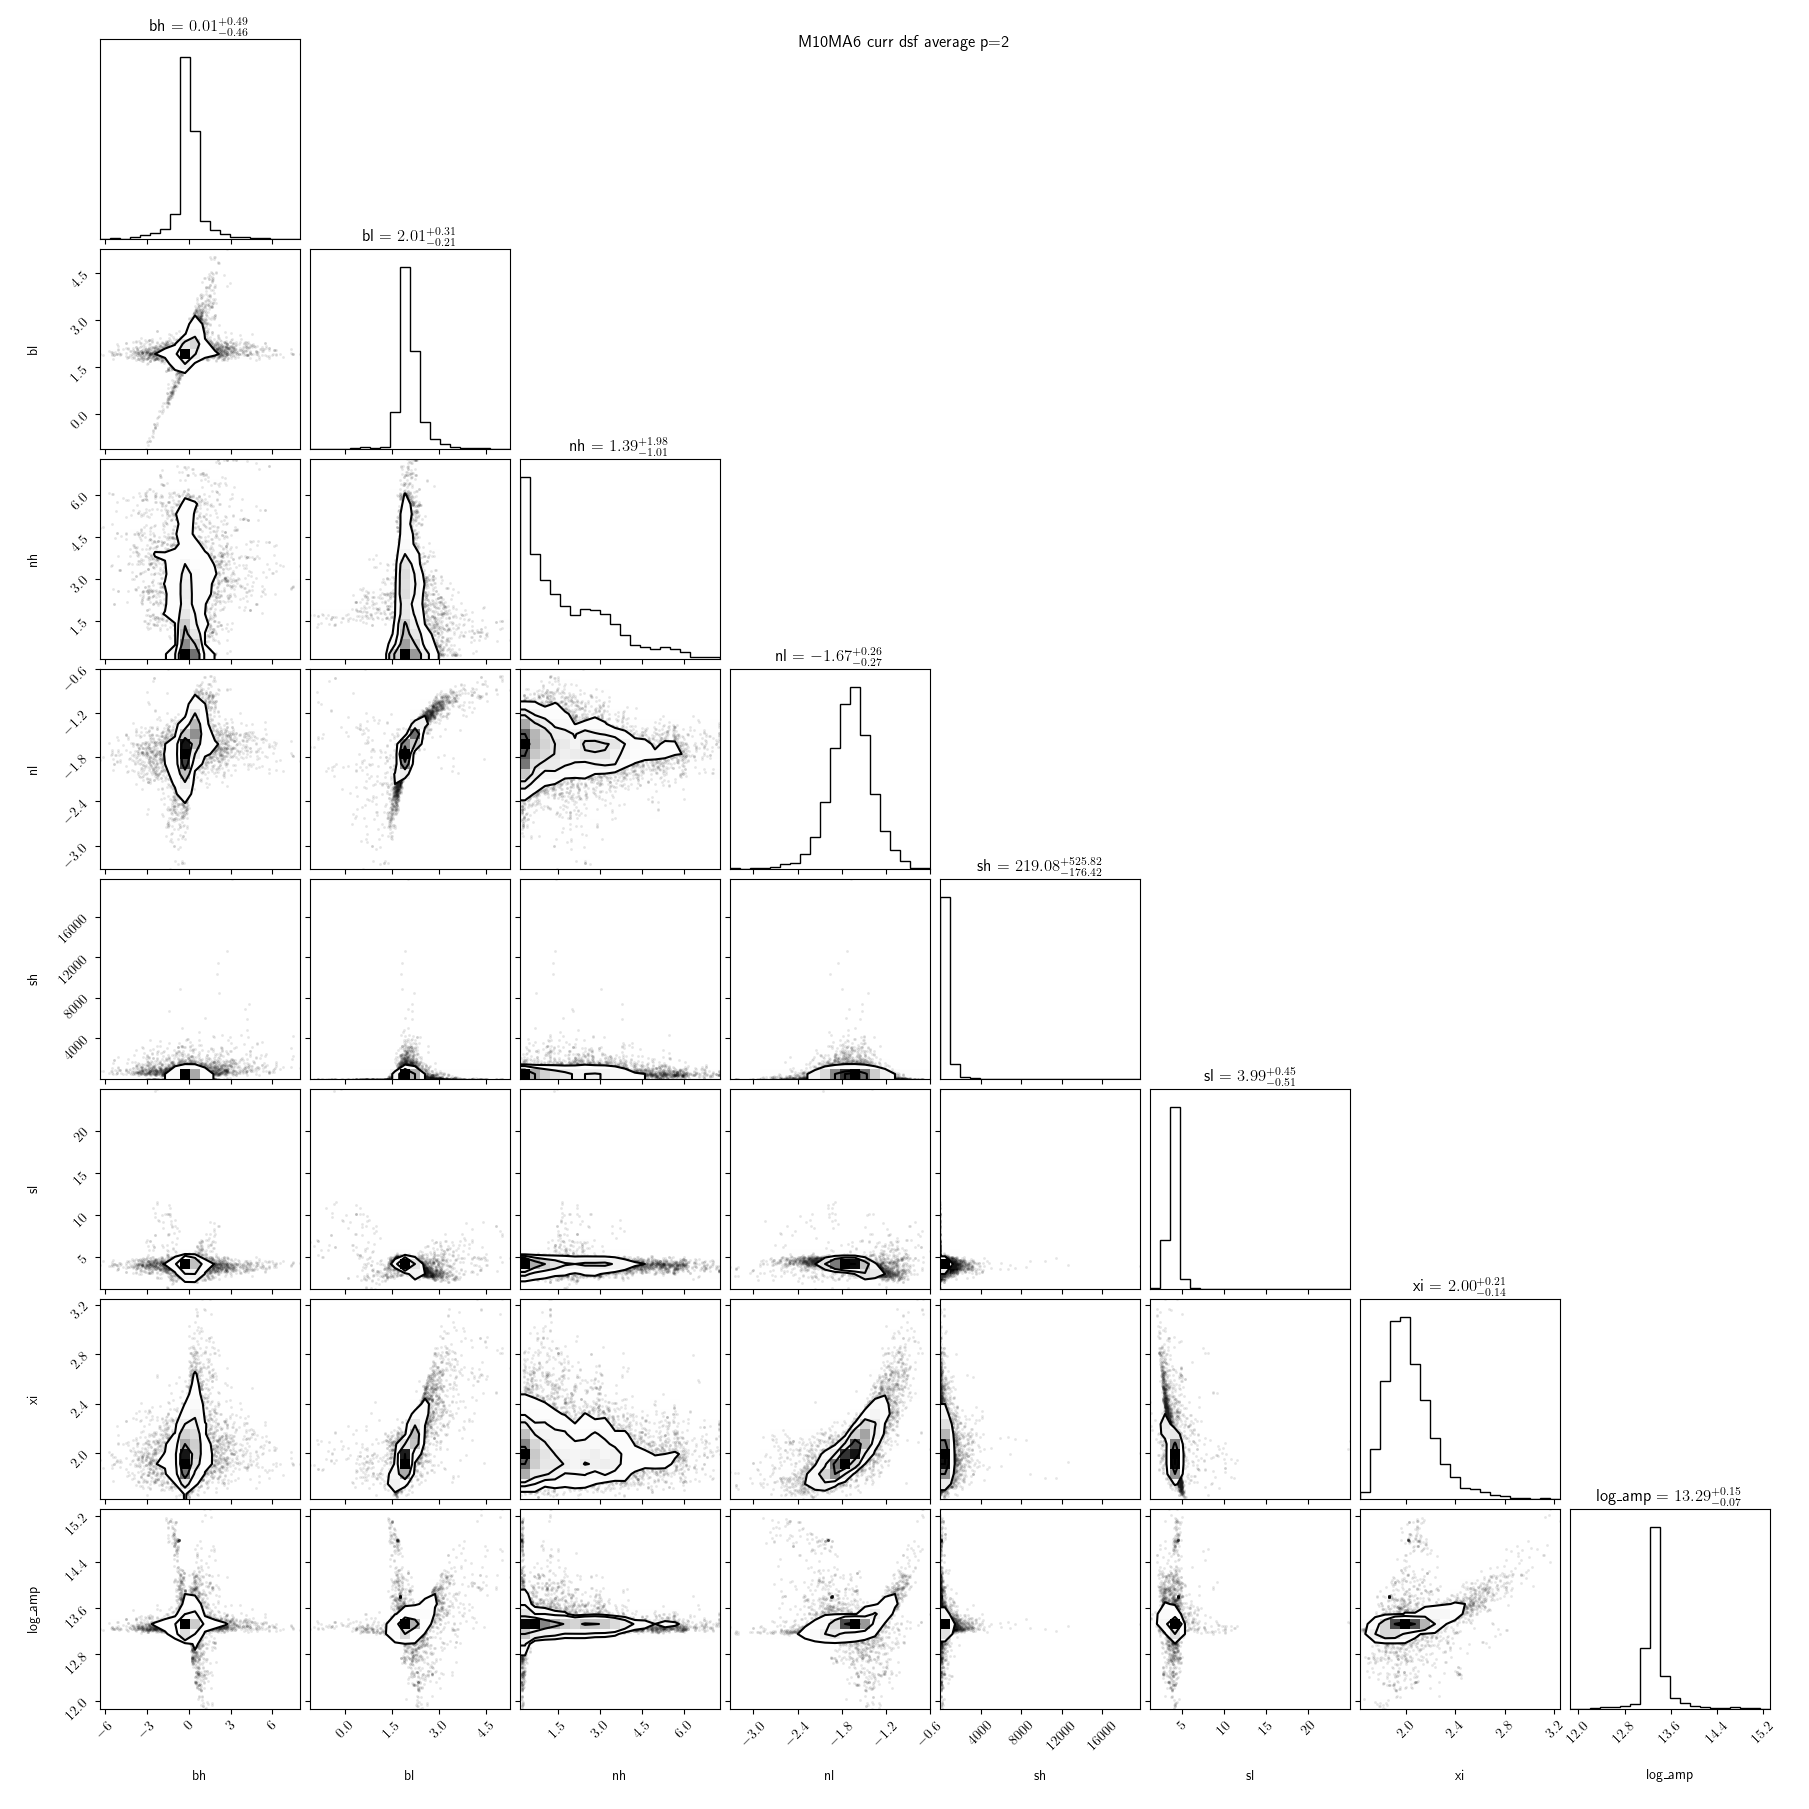 M10MA6 curr dsf average p=2
bh = 0.01+0.49 −0.46
bl = 2.01+0.31 −0.21
4.5 3.0 1.5 0.0
bl
nh = 1.39+1.98 −1.01
6.0 4.5 3.0 1.5
nh
nl = −1.67+0.26 −0.27
−0.6 −1.2 −1.8 −2.4 −3.0
nl
sh = 219.08+525.82 −176.42
16000 12000 8000 4000
sh
sl = 3.99+0.45 −0.51
20 15 10 5
sl
xi = 2.00+0.21 −0.14
3.2 2.8 2.4 2.0
xi
log_amp = 13.29+0.15 −0.07
15.2 14.4 13.6 12.8 12.0
log_amp
−6 −3 0 3 6 0.0 1.5 3.0 4.5 1.5 3.0 4.5 6.0 −3.0 −2.4 −1.8 −1.2 −0.6 4000 8000 12000 16000 5 10 15 20 2.0 2.4 2.8 3.2 12.0 12.8 13.6 14.4 15.2
bh bl nh nl sh sl xi log_amp